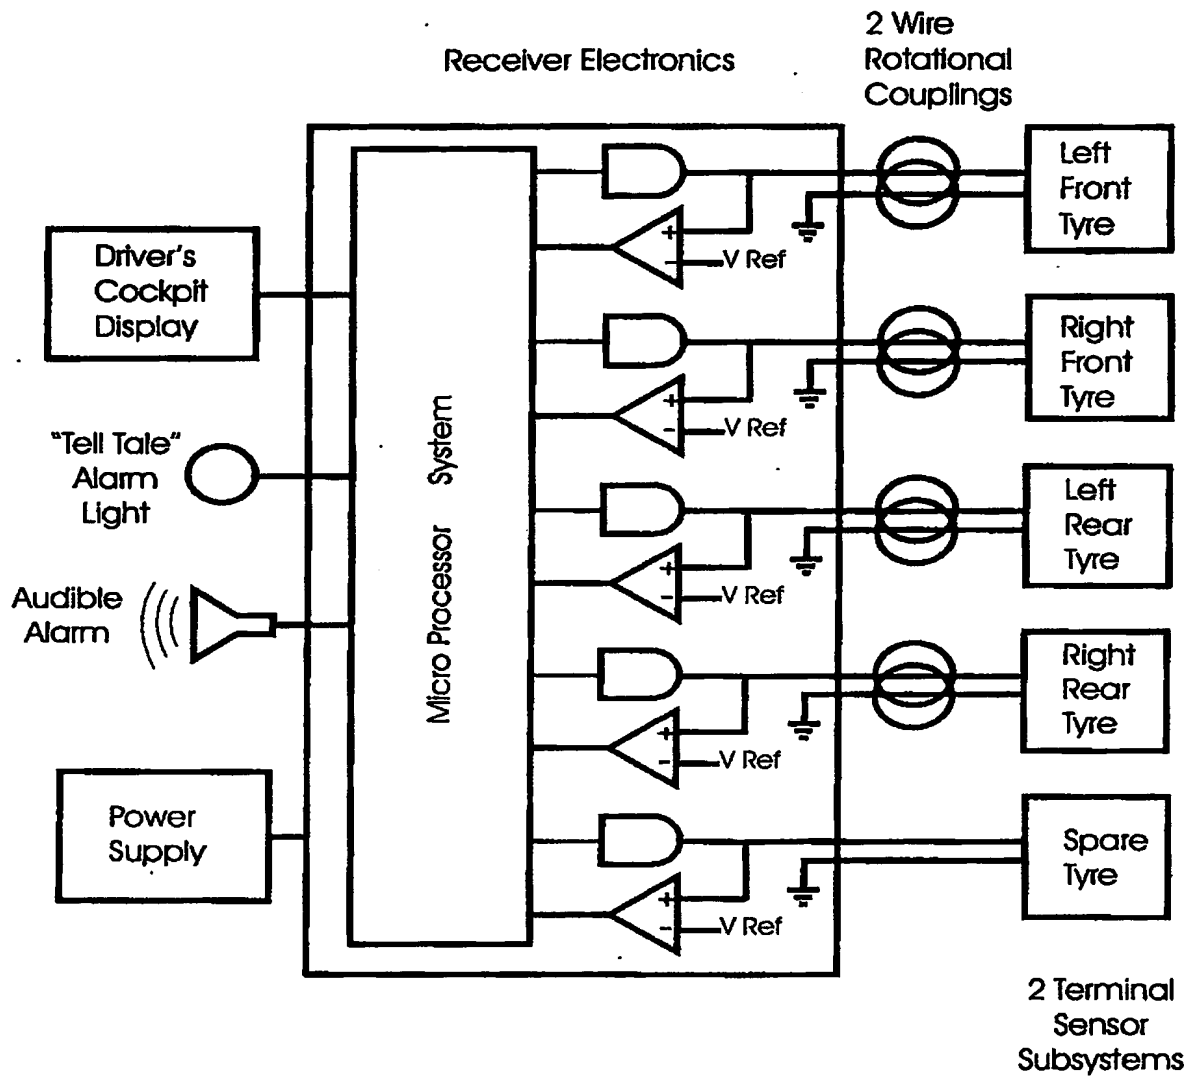 2 Wire
Rotational
Couplings
Receiver Electronics
Left
Front
Tyre
+
-
V Ref
Driver's
Cockpit
Display
Right
Front
Tyre
+
-
V Ref
"Tell Tale"
Alarm
Light
Micro Processor System
Left
Rear
Tyre
+
-
V Ref
Audible
Alarm
Right
Rear
Tyre
+
-
V Ref
Power
Supply
Spare
Tyre
+
-
V Ref
2 Terminal
Sensor
Subsystems